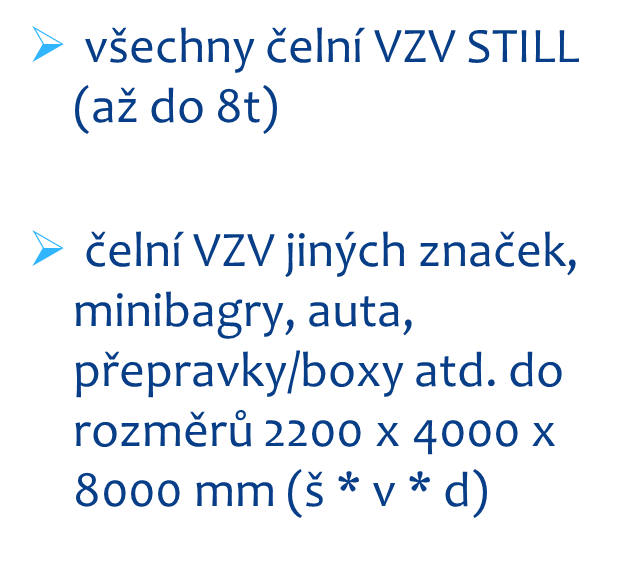 ➢ všechny čelní VZV STILL
(až do 8t)
➢ čelní VZV jiných značek,
minibagry, auta,
přepravky/boxy atd. do
rozměrů 2200 x 4000 x
8000 mm (š * v * d)